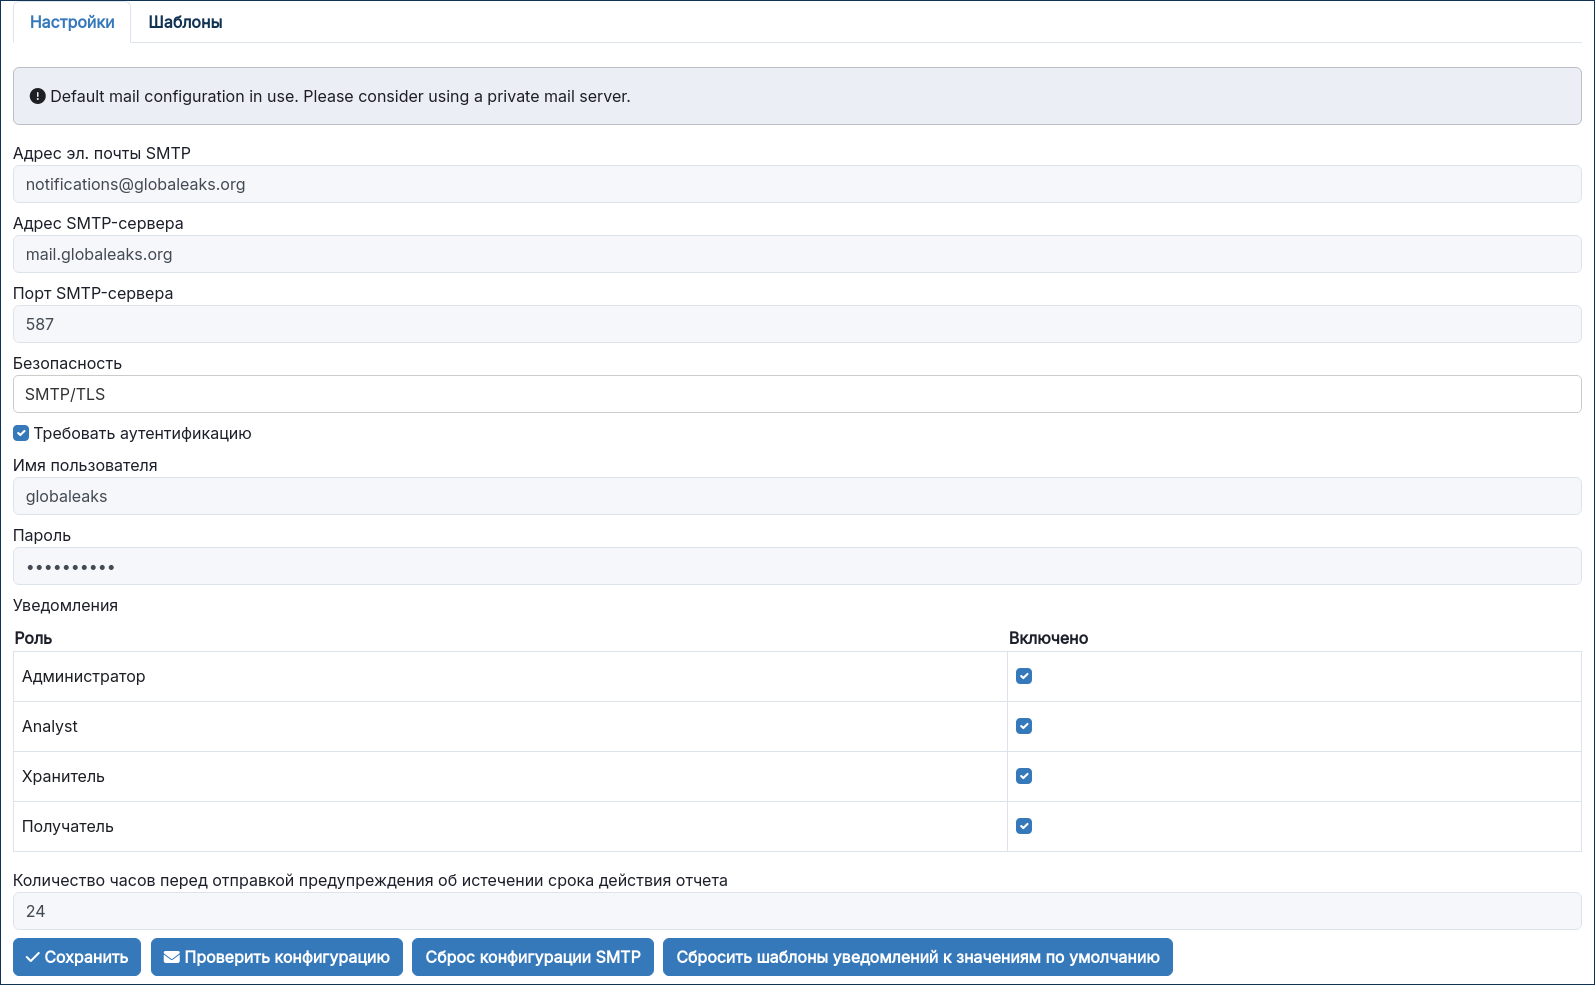 Настройки Шаблоны
Default mail configuration in use. Please consider using a private mail server.
Адрес эл. почты SMTP
notifications@globaleaks.org
Адрес SMTP-сервера
mail.globaleaks.org
Порт SMTP-сервера
587
Безопасность
SMTP/TLS
Требовать аутентификацию
Имя пользователя
globaleaks
Пароль
••••••••••
Уведомления
Роль Включено
Администратор
Analyst
Хранитель
Получатель
Количество часов перед отправкой предупреждения об истечении срока действия отчета
24
Сохранить Проверить конфигурацию Сброс конфигурации SMTP Сбросить шаблоны уведомлений к значениям по умолчанию